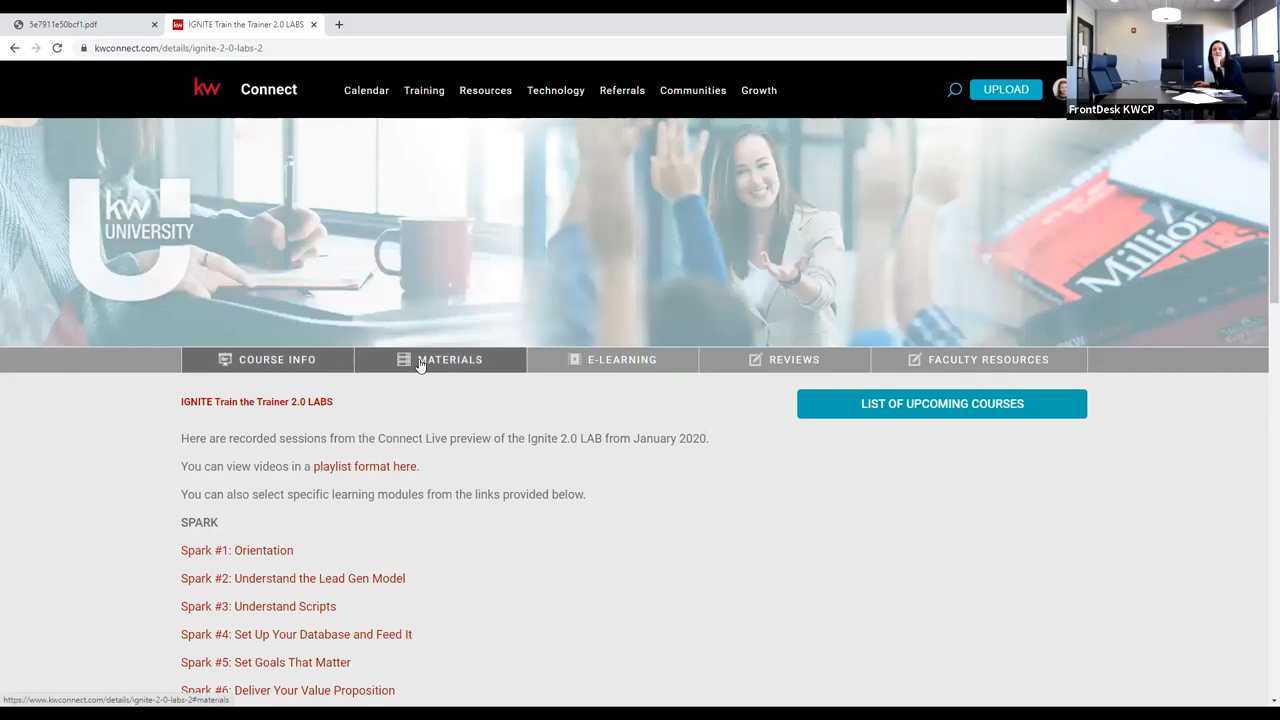 5e7911e50bcf1.pdf
IGNITE Train the Trainer 2.0 LABS
kwconnect.com/details/ignite-2-0-labs-2
kw Connect Calendar Training Resources Technology Referrals Communities Growth UPLOAD
FrontDesk KWCP
U kw UNIVERSITY
Million
COURSE INFO MATERIALS E-LEARNING REVIEWS FACULTY RESOURCES
IGNITE Train the Trainer 2.0 LABS
LIST OF UPCOMING COURSES
Here are recorded sessions from the Connect Live preview of the Ignite 2.0 LAB from January 2020.
You can view videos in a playlist format here.
You can also select specific learning modules from the links provided below.
SPARK
Spark #1: Orientation
Spark #2: Understand the Lead Gen Model
Spark #3: Understand Scripts
Spark #4: Set Up Your Database and Feed It
Spark #5: Set Goals That Matter
Spark #6: Deliver Your Value Proposition
https://www.kwconnect.com/details/ignite-2-0-labs-2#materials